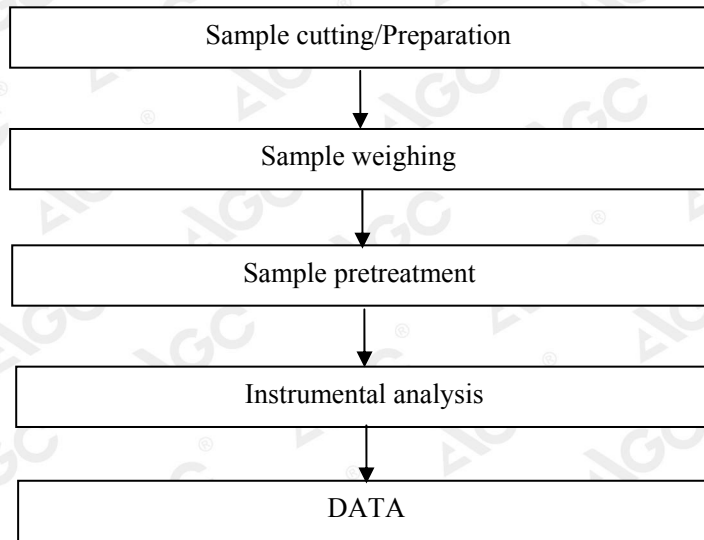 Sample cutting/Preparation
Sample weighing
Sample pretreatment
Instrumental analysis
DATA